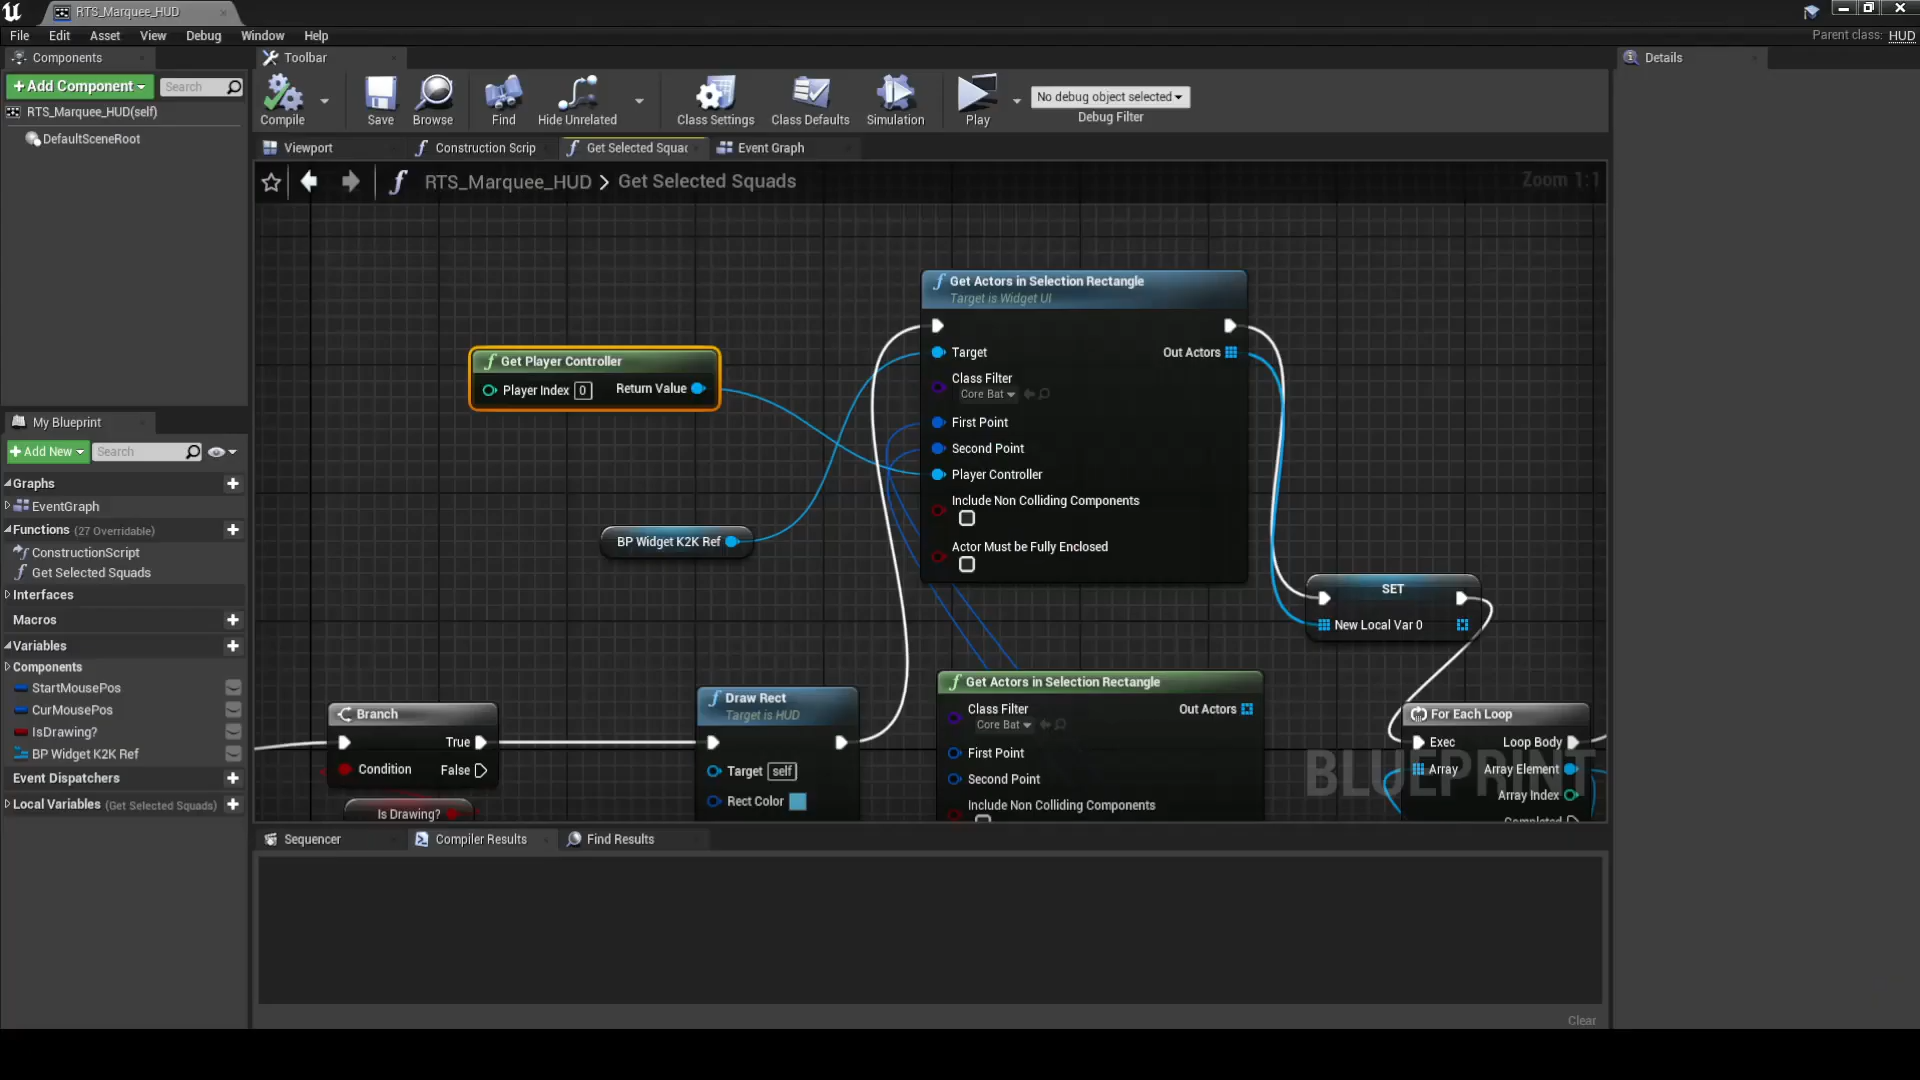 RTS_Marquee_HUD
File Edit Asset View Debug Window Help
Parent class: HUD
Components
Toolbar
Details
+Add Component
Search
RTS_Marquee_HUD(self)
DefaultSceneRoot
Compile Save Browse Find Hide Unrelated Class Settings Class Defaults Simulation Play
No debug object selected
Debug Filter
Viewport
Construction Scrip
Get Selected Squad
Event Graph
RTS_Marquee_HUD > Get Selected Squads
Zoom 1:1
Get Actors in Selection Rectangle
Target is Widget UI
Target
Out Actors
Class Filter
Core Bat
First Point
Second Point
Player Controller
Include Non Colliding Components
Actor Must be Fully Enclosed
Get Player Controller
Player Index 0
Return Value
BP Widget K2K Ref
SET
New Local Var 0
Get Actors in Selection Rectangle
Class Filter
Out Actors
Core Bat
First Point
Second Point
Include Non Colliding Components
Draw Rect
Target is HUD
Target self
Rect Color
Branch
True
Condition
False
Is Drawing?
For Each Loop
Exec
Loop Body
Array
Array Element
Array Index
Completed
BLUEPRINT
My Blueprint
+Add New
Search
Graphs
EventGraph
Functions (27 Overridable)
ConstructionScript
Get Selected Squads
Interfaces
Macros
Variables
Components
StartMousePos
CurMousePos
IsDrawing?
BP Widget K2K Ref
Event Dispatchers
Local Variables (Get Selected Squads)
Sequencer
Compiler Results
Find Results
Clear